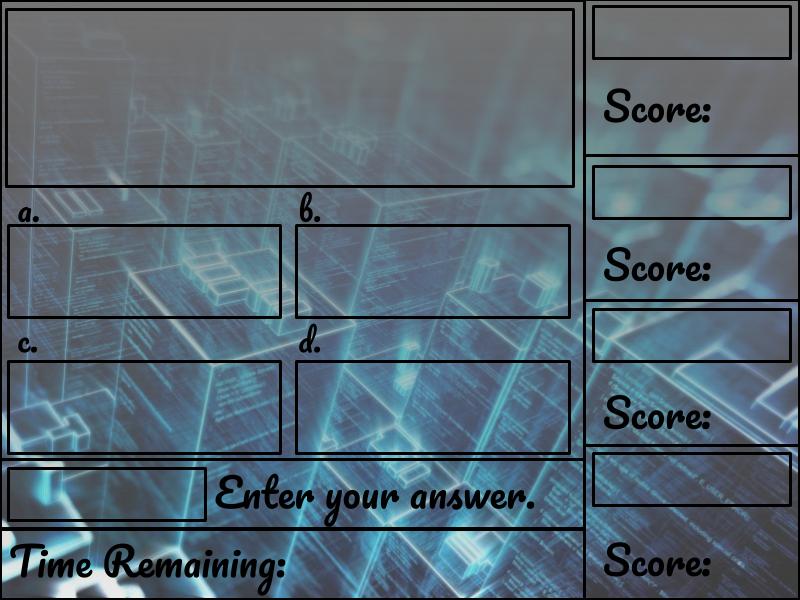 Score:
a.
b.
Score:
c.
d.
Score:
Enter your answer.
Time Remaining:
Score: